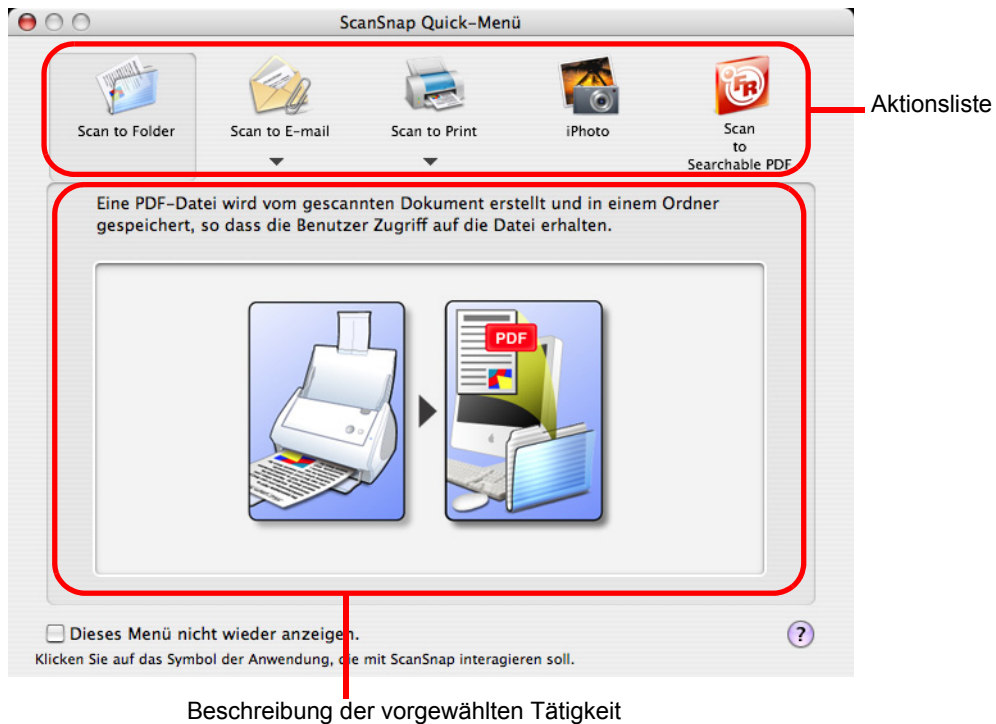 ScanSnap Quick-Menü
Scan to Folder
Scan to E-mail
Scan to Print
iPhoto
Scan
to
Searchable PDF
Aktionsliste
Eine PDF-Datei wird vom gescannten Dokument erstellt und in einem Ordner
gespeichert, so dass die Benutzer Zugriff auf die Datei erhalten.
PDF
Dieses Menü nicht wieder anzeigen.
?
Klicken Sie auf das Symbol der Anwendung, die mit ScanSnap interagieren soll.
Beschreibung der vorgewählten Tätigkeit